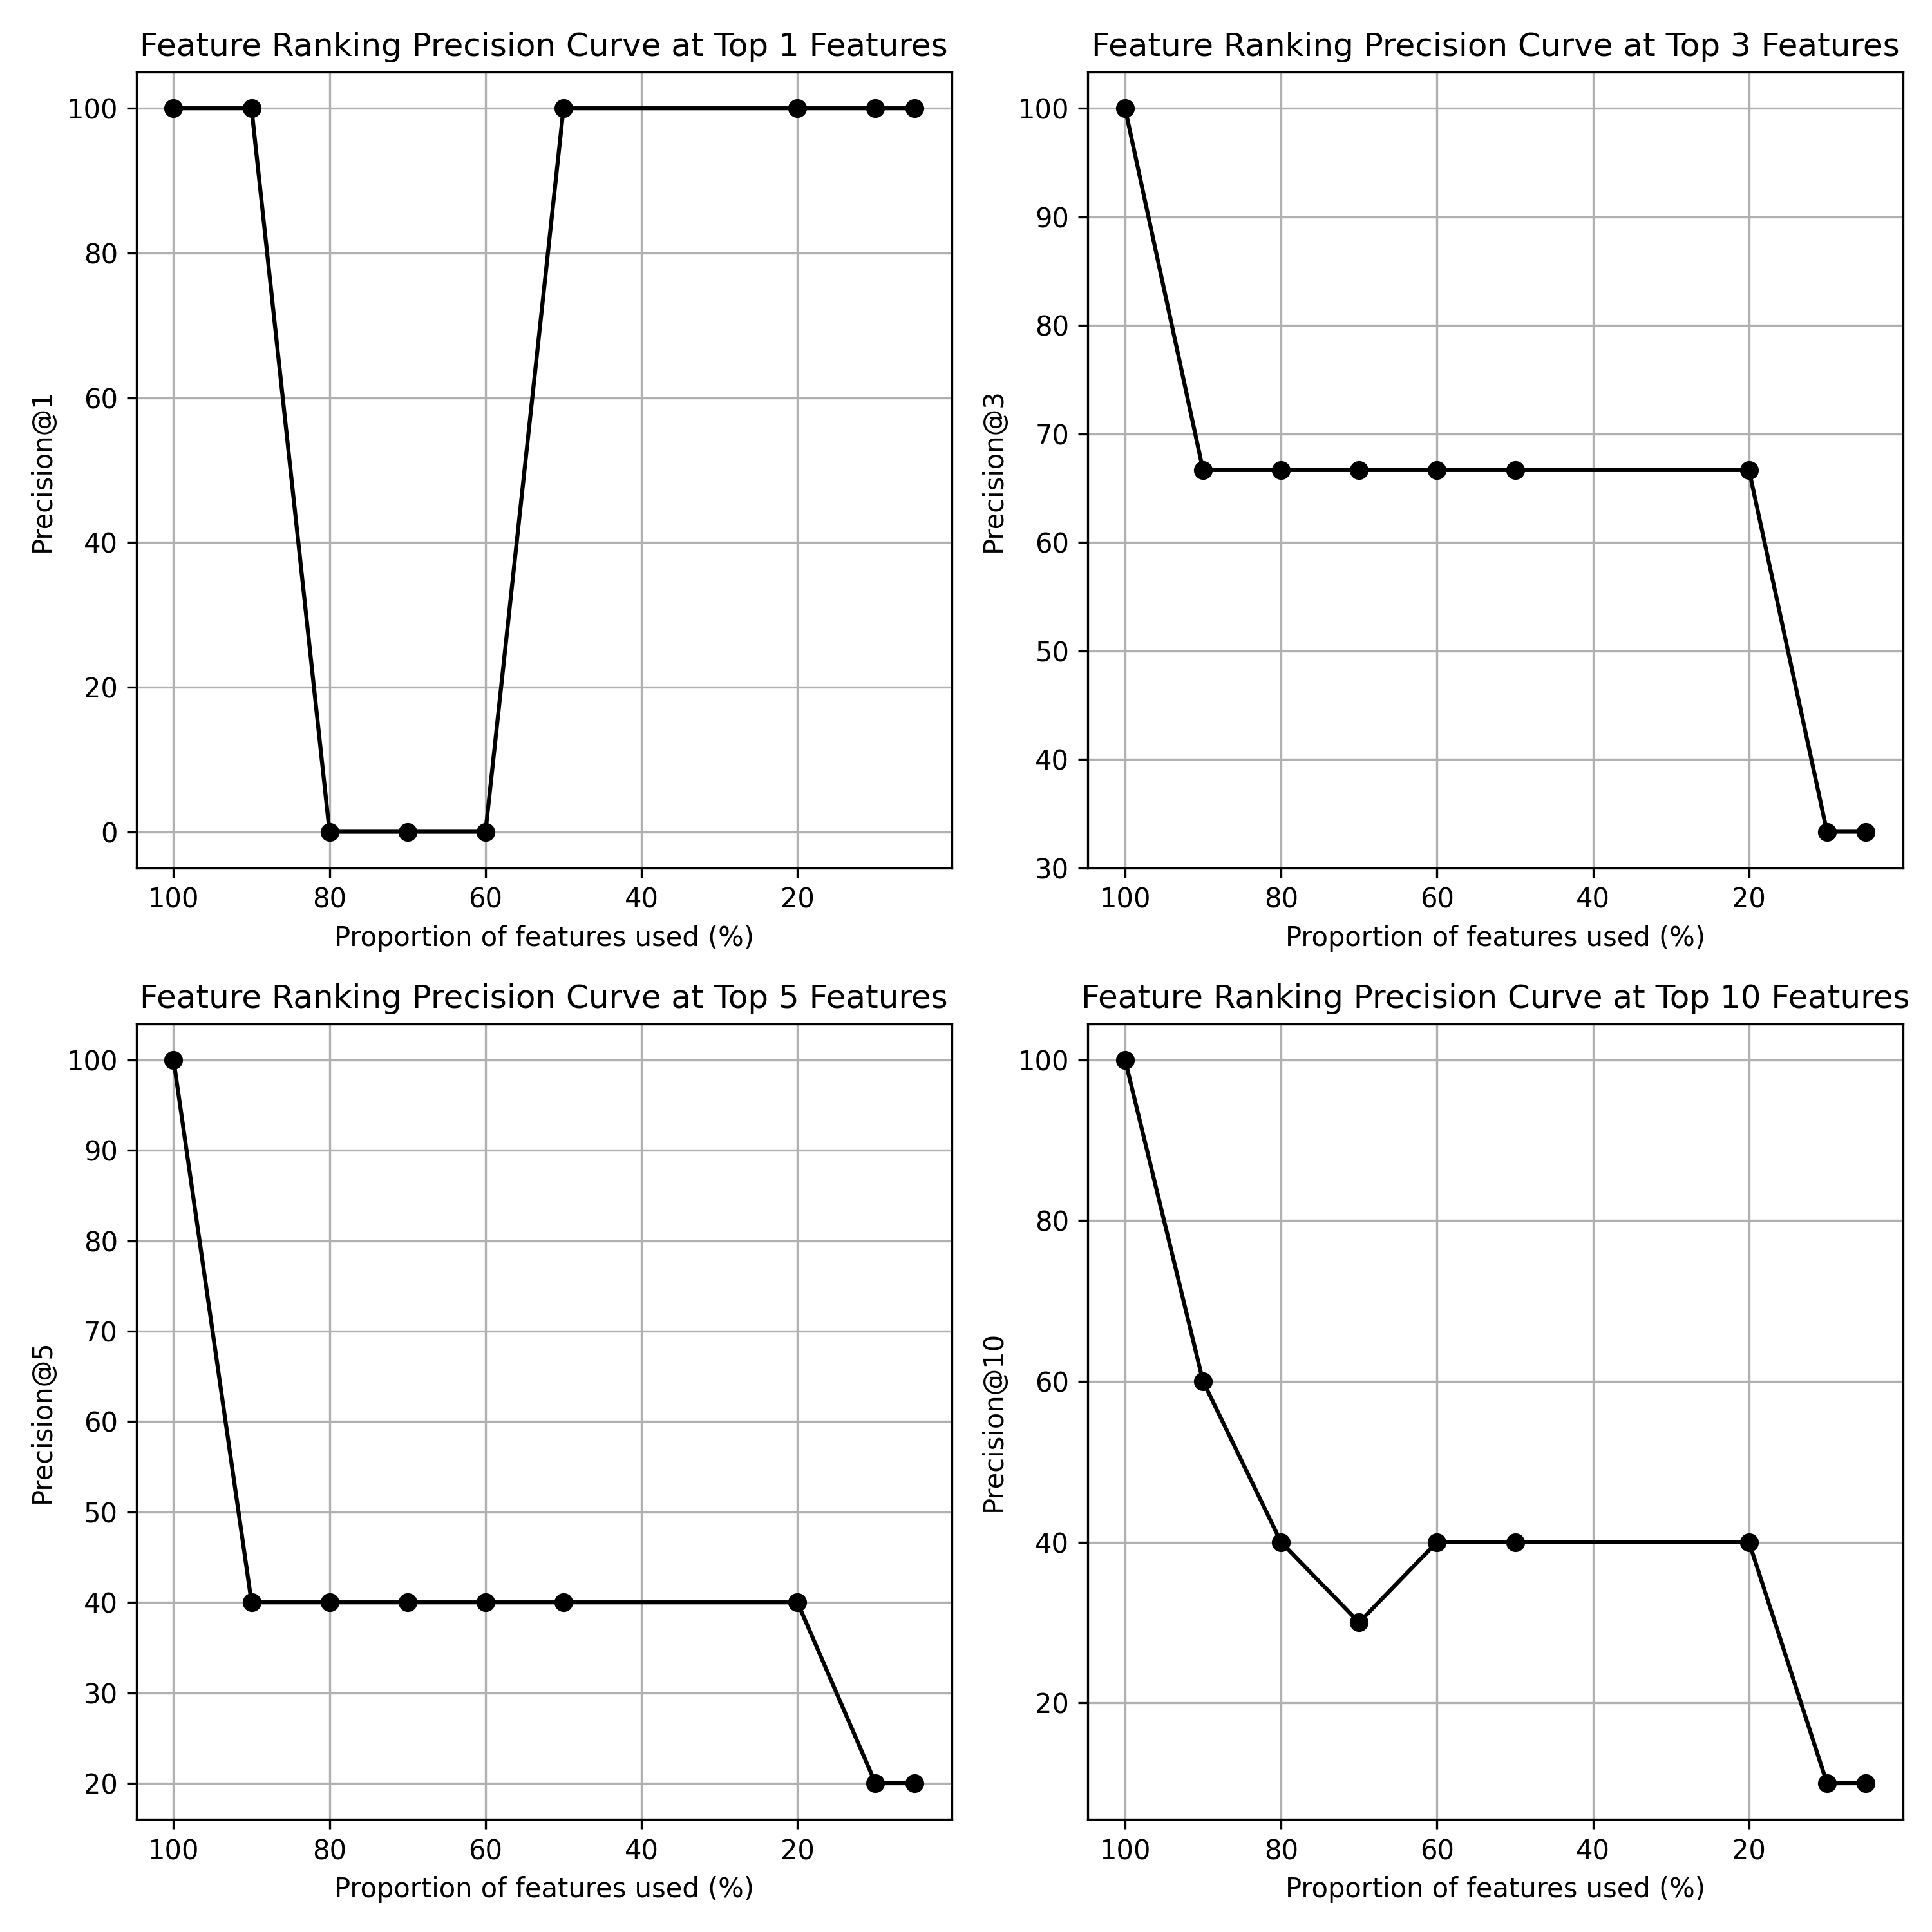 Feature Ranking Precision Curve at Top 1 Features
Precision@1
100
80
60
40
20
0
100 80 60 40 20
Proportion of features used (%)
Feature Ranking Precision Curve at Top 3 Features
Precision@3
100
90
80
70
60
50
40
30
100 80 60 40 20
Proportion of features used (%)
Feature Ranking Precision Curve at Top 5 Features
Precision@5
100
90
80
70
60
50
40
30
20
100 80 60 40 20
Proportion of features used (%)
Feature Ranking Precision Curve at Top 10 Features
Precision@10
100
80
60
40
20
100 80 60 40 20
Proportion of features used (%)